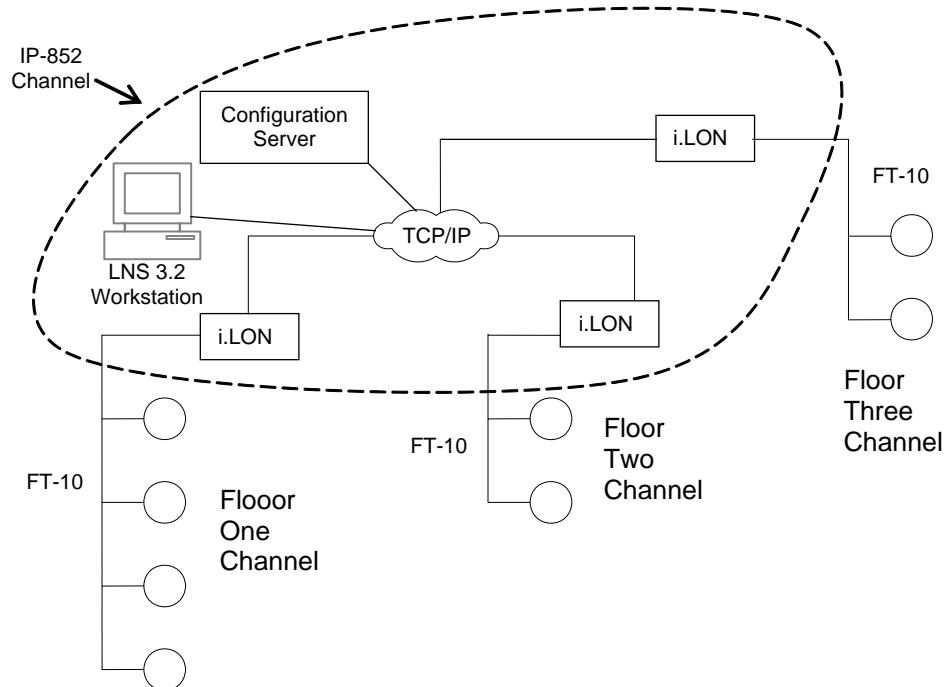 IP-852
Channel
Configuration
Server
i.LON
FT-10
TCP/IP
LNS 3.2
Workstation
i.LON
i.LON
Floor
Three
Channel
FT-10
Floor
Two
Channel
FT-10
Flooor
One
Channel